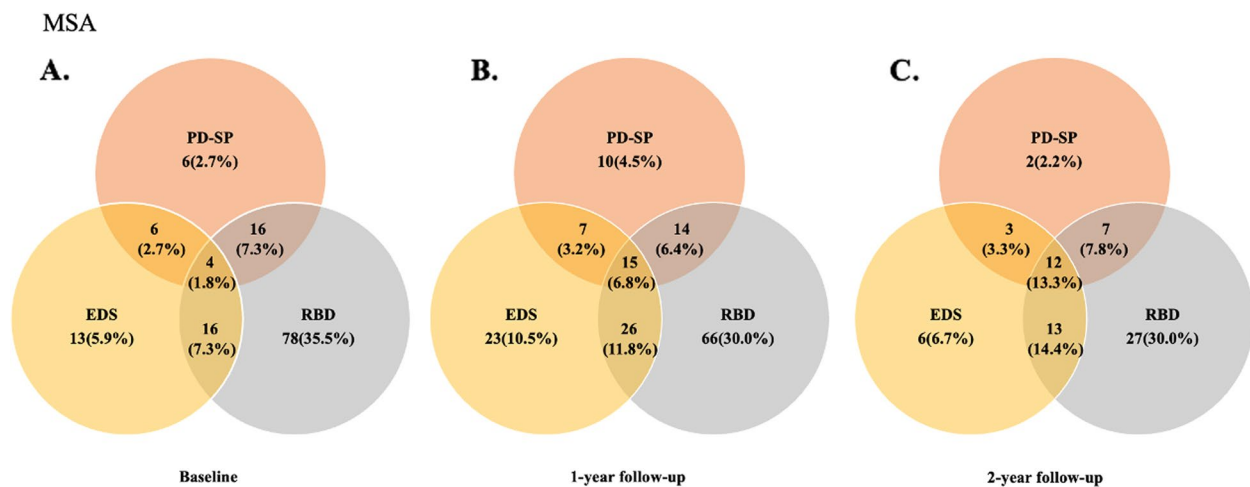 MSA
A.
PD-SP
6(2.7%)
6
(2.7%)
16
(7.3%)
4
(1.8%)
EDS
13(5.9%)
16
(7.3%)
RBD
78(35.5%)
Baseline
B.
PD-SP
10(4.5%)
7
(3.2%)
14
(6.4%)
15
(6.8%)
EDS
23(10.5%)
26
(11.8%)
RBD
66(30.0%)
1-year follow-up
C.
PD-SP
2(2.2%)
3
(3.3%)
7
(7.8%)
12
(13.3%)
EDS
6(6.7%)
13
(14.4%)
RBD
27(30.0%)
2-year follow-up